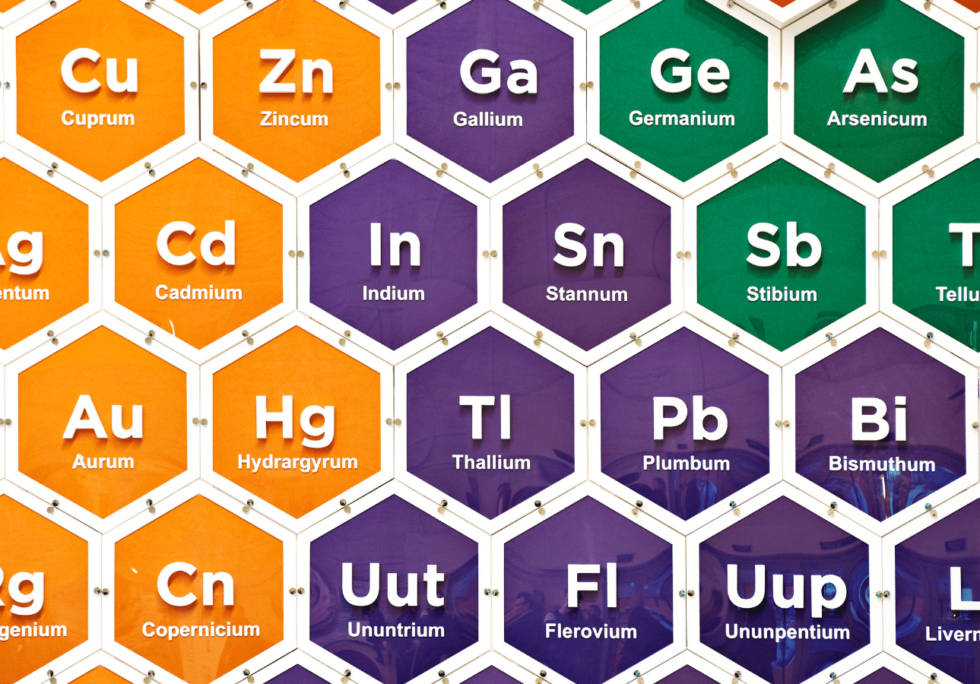 Cu Zn Ga Ge As
Cuprum Zincum Gallium Germanium Arsenicum
g Cd In Sn Sb T
entum Cadmium Indium Stannum Stibium Tellu
Au Hg Tl Pb Bi
Aurum Hydrargyrum Thallium Plumbum Bismuthum
g Cn Uut Fl Uup L
genium Copernicium Ununtrium Flerovium Ununpentium Liverm